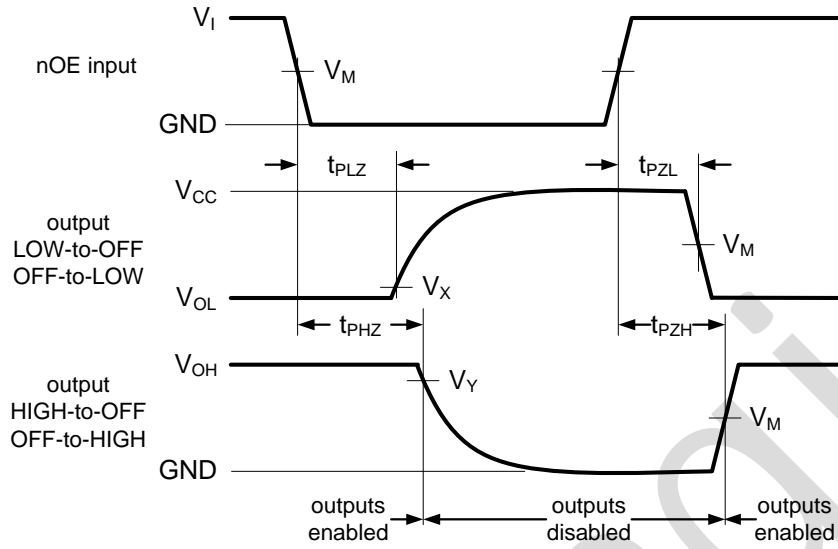 V_I
nOE input
V_M
GND
t_PLZ
t_PZL
V_CC
output
LOW-to-OFF
OFF-to-LOW
V_M
V_X
V_OL
t_PHZ
t_PZH
V_OH
output
HIGH-to-OFF
OFF-to-HIGH
V_Y
V_M
GND
outputs
enabled
outputs
disabled
outputs
enabled